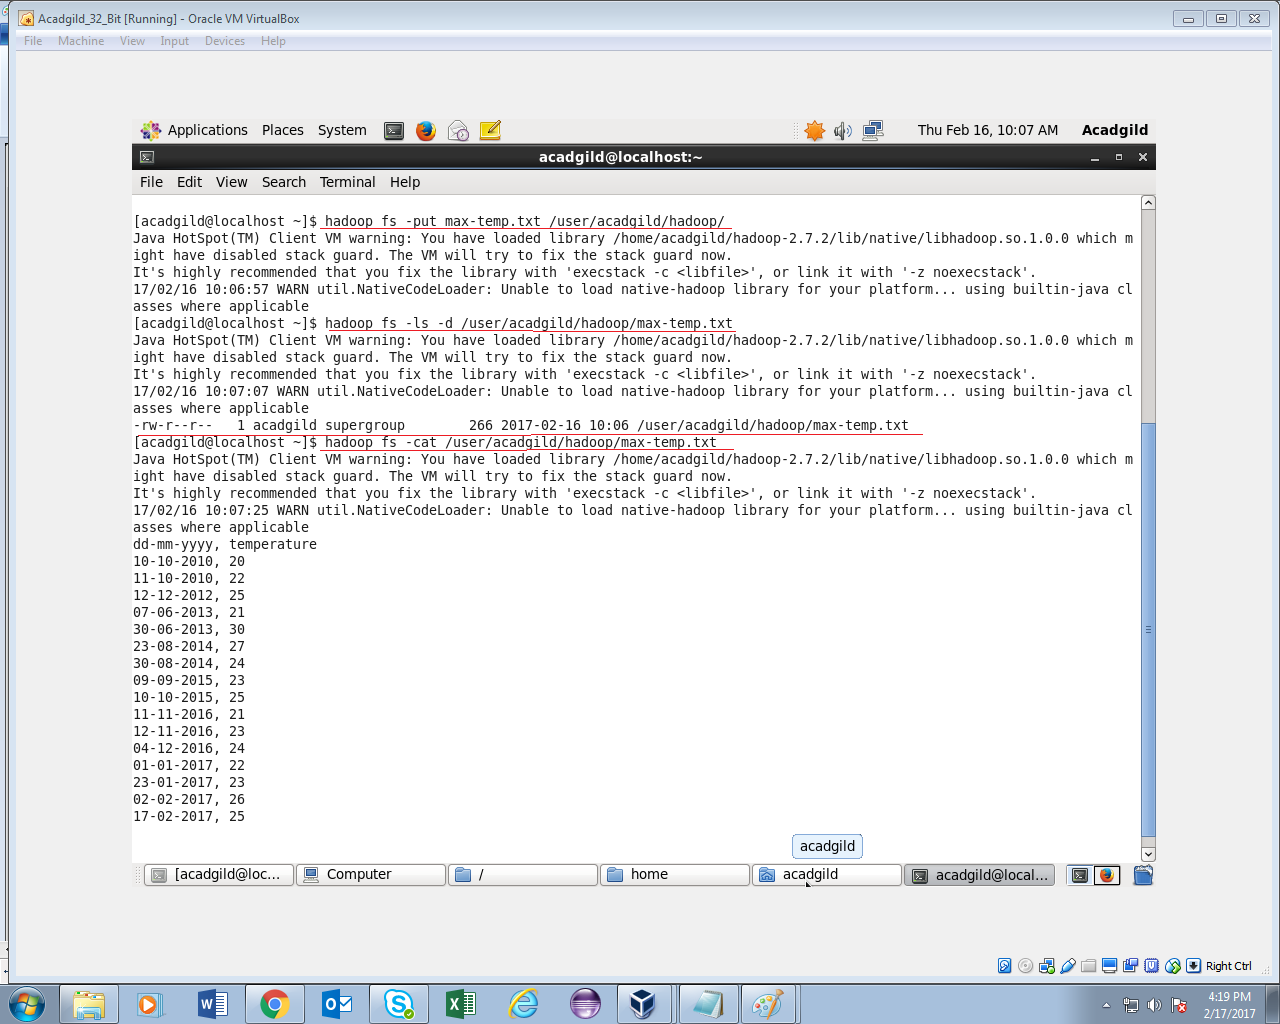 Acadgild_32_Bit [Running] - Oracle VM VirtualBox
File Machine View Input Devices Help
Applications Places System Thu Feb 16, 10:07 AM Acadgild
acadgild@localhost:~
File Edit View Search Terminal Help
[acadgild@localhost ~]$ hadoop fs -put max-temp.txt /user/acadgild/hadoop/
Java HotSpot(TM) Client VM warning: You have loaded library /home/acadgild/hadoop-2.7.2/lib/native/libhadoop.so.1.0.0 which m
ight have disabled stack guard. The VM will try to fix the stack guard now.
It's highly recommended that you fix the library with 'execstack -c <libfile>', or link it with '-z noexecstack'.
17/02/16 10:06:57 WARN util.NativeCodeLoader: Unable to load native-hadoop library for your platform... using builtin-java cl
asses where applicable
[acadgild@localhost ~]$ hadoop fs -ls -d /user/acadgild/hadoop/max-temp.txt
Java HotSpot(TM) Client VM warning: You have loaded library /home/acadgild/hadoop-2.7.2/lib/native/libhadoop.so.1.0.0 which m
ight have disabled stack guard. The VM will try to fix the stack guard now.
It's highly recommended that you fix the library with 'execstack -c <libfile>', or link it with '-z noexecstack'.
17/02/16 10:07:07 WARN util.NativeCodeLoader: Unable to load native-hadoop library for your platform... using builtin-java cl
asses where applicable
-rw-r--r--   1 acadgild supergroup        266 2017-02-16 10:06 /user/acadgild/hadoop/max-temp.txt
[acadgild@localhost ~]$ hadoop fs -cat /user/acadgild/hadoop/max-temp.txt
Java HotSpot(TM) Client VM warning: You have loaded library /home/acadgild/hadoop-2.7.2/lib/native/libhadoop.so.1.0.0 which m
ight have disabled stack guard. The VM will try to fix the stack guard now.
It's highly recommended that you fix the library with 'execstack -c <libfile>', or link it with '-z noexecstack'.
17/02/16 10:07:25 WARN util.NativeCodeLoader: Unable to load native-hadoop library for your platform... using builtin-java cl
asses where applicable
dd-mm-yyyy, temperature
10-10-2010, 20
11-10-2010, 22
12-12-2012, 25
07-06-2013, 21
30-06-2013, 30
23-08-2014, 27
30-08-2014, 24
09-09-2015, 23
10-10-2015, 25
11-11-2016, 21
12-11-2016, 23
04-12-2016, 24
01-01-2017, 22
23-01-2017, 23
02-02-2017, 26
17-02-2017, 25
acadgild
[acadgild@loc... Computer / home acadgild acadgild@local...
Right Ctrl
4:19 PM
2/17/2017